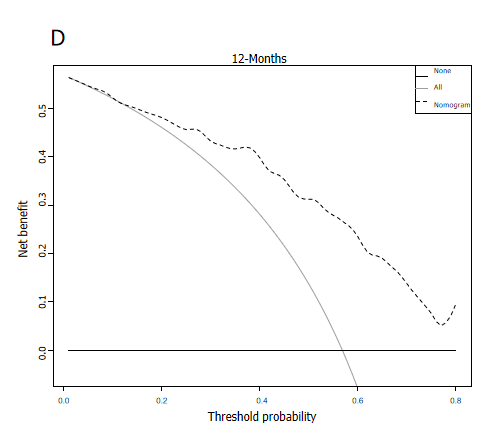 D
12-Months
None
All
Nomogram
Net benefit
0.5
0.4
0.3
0.2
0.1
0.0
0.0 0.2 0.4 0.6 0.8
Threshold probability